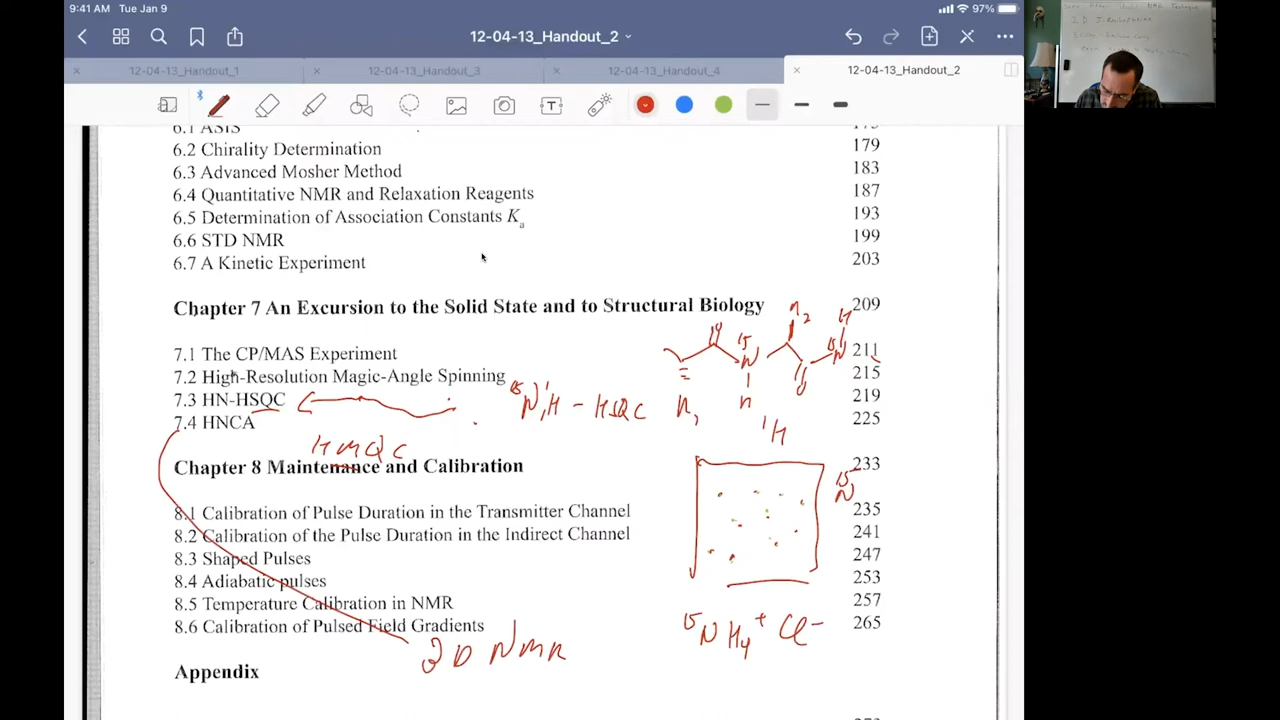 9:41 AM Tue Jan 9
97%
12-04-13_Handout_2
12-04-13_Handout_1
12-04-13_Handout_3
12-04-13_Handout_4
12-04-13_Handout_2
6.1 ASIS 175
6.2 Chirality Determination 179
6.3 Advanced Mosher Method 183
6.4 Quantitative NMR and Relaxation Reagents 187
6.5 Determination of Association Constants Ka 193
6.6 STD NMR 199
6.7 A Kinetic Experiment 203
Chapter 7 An Excursion to the Solid State and to Structural Biology 209
7.1 The CP/MAS Experiment 211
7.2 High-Resolution Magic-Angle Spinning 215
7.3 HN-HSQC 219
15N,1H - HSQC
7.4 HNCA 225
1H
HMQC
Chapter 8 Maintenance and Calibration 233
15N
8.1 Calibration of Pulse Duration in the Transmitter Channel 235
8.2 Calibration of the Pulse Duration in the Indirect Channel 241
8.3 Shaped Pulses 247
8.4 Adiabatic pulses 253
8.5 Temperature Calibration in NMR 257
8.6 Calibration of Pulsed Field Gradients 265
15NH4+ Cl-
3D NMR
Appendix